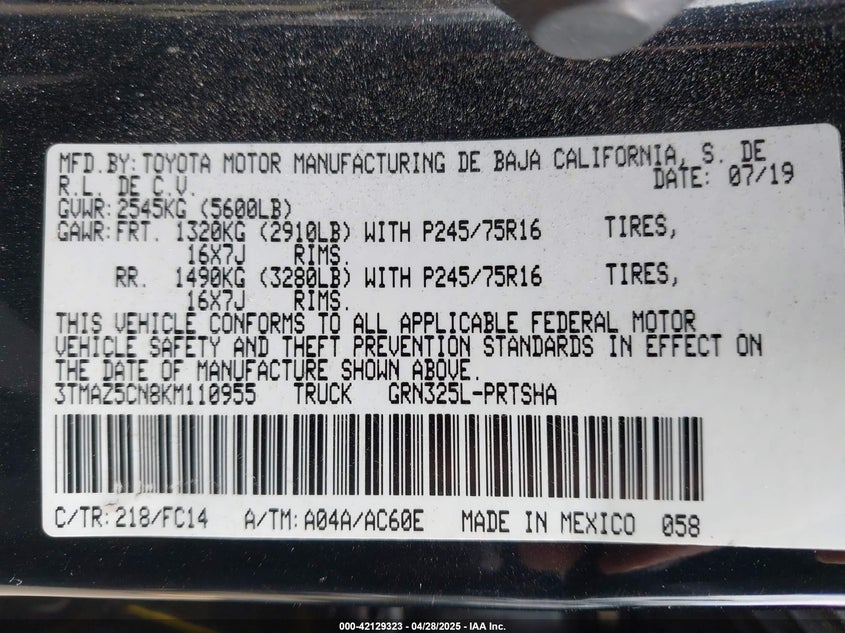 MFD.BY:TOYOTA MOTOR MANUFACTURING DE BAJA CALIFORNIA, S. DE
R.L. DE C.V. DATE: 07/19
GVWR:2545KG (5600LB)
GAWR:FRT. 1320KG (2910LB) WITH P245/75R16 TIRES,
16X7J RIMS.
RR. 1490KG (3280LB) WITH P245/75R16 TIRES,
16X7J RIMS.
THIS VEHICLE CONFORMS TO ALL APPLICABLE FEDERAL MOTOR
VEHICLE SAFETY AND THEFT PREVENTION STANDARDS IN EFFECT ON
THE DATE OF MANUFACTURE SHOWN ABOVE.
3TMAZ5CN8KM110955 TRUCK GRN325L-PRTSHA
C/TR:218/FC14 A/TM:A04A/AC60E MADE IN MEXICO 058
000-42129323 | 04/28/2025 - IAA Inc.